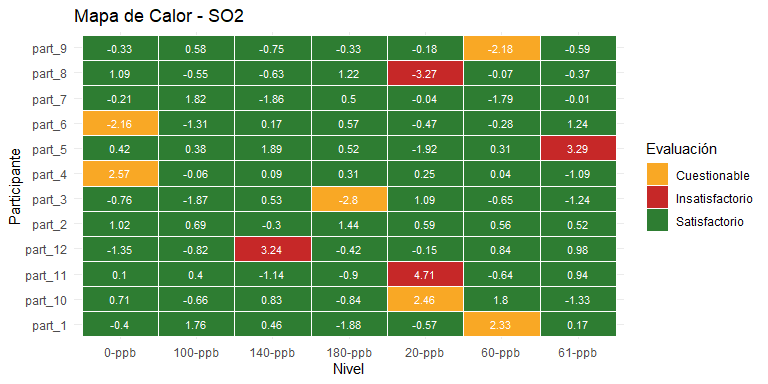 Mapa de Calor - SO2
part_9 -0.33 0.58 -0.75 -0.33 -0.18 -2.18 -0.59
part_8 1.09 -0.55 -0.63 1.22 -3.27 -0.07 -0.37
part_7 -0.21 1.82 -1.86 0.5 -0.04 -1.79 -0.01
part_6 -2.16 -1.31 0.17 0.57 -0.47 -0.28 1.24
part_5 0.42 0.38 1.89 0.52 -1.92 0.31 3.29
part_4 2.57 -0.06 0.09 0.31 0.25 0.04 -1.09
part_3 -0.76 -1.87 0.53 -2.8 1.09 -0.65 -1.24
part_2 1.02 0.69 -0.3 1.44 0.59 0.56 0.52
part_12 -1.35 -0.82 3.24 -0.42 -0.15 0.84 0.98
part_11 0.1 0.4 -1.14 -0.9 4.71 -0.64 0.94
part_10 0.71 -0.66 0.83 -0.84 2.46 1.8 -1.33
part_1 -0.4 1.76 0.46 -1.88 -0.57 2.33 0.17
0-ppb 100-ppb 140-ppb 180-ppb 20-ppb 60-ppb 61-ppb
Nivel
Participante
Evaluación
Cuestionable
Insatisfactorio
Satisfactorio